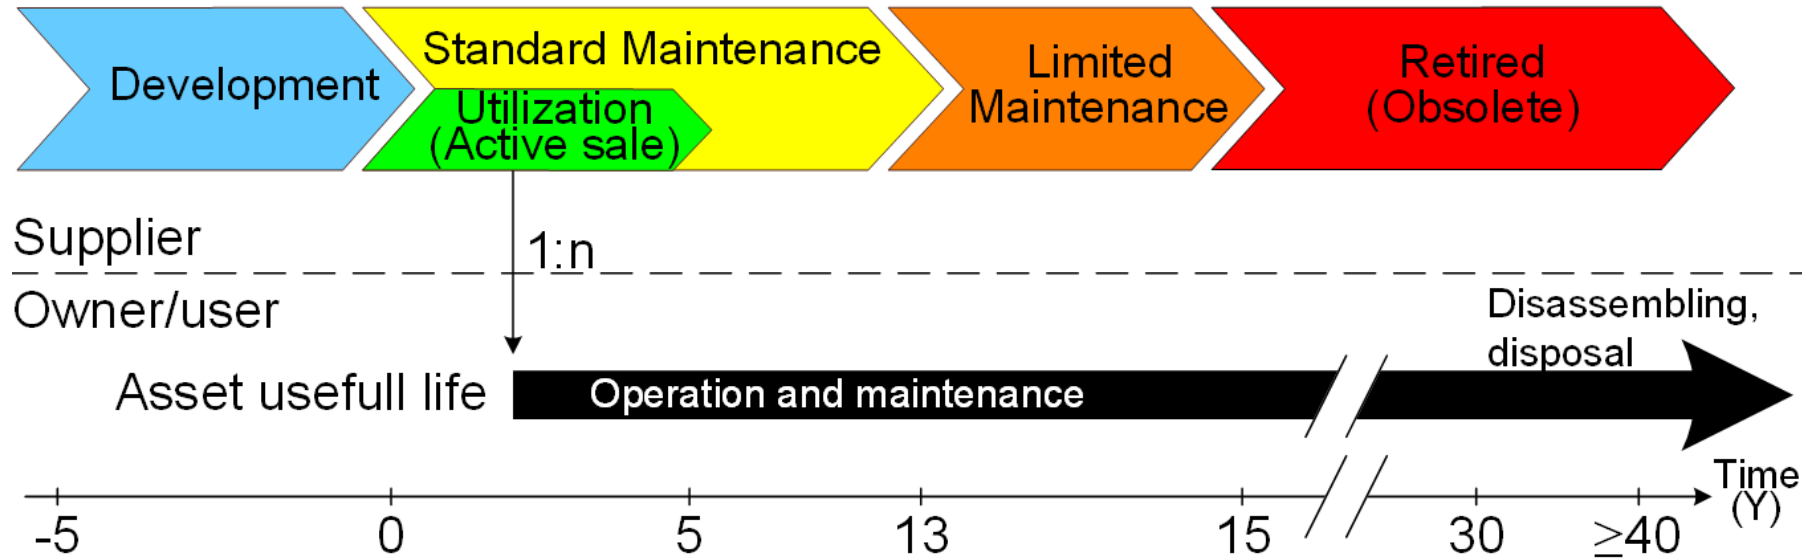 Development
Standard Maintenance
Utilization
(Active sale)
Limited
Maintenance
Retired
(Obsolete)
Supplier
1:n
Owner/user
Disassembling,
disposal
Asset usefull life
Operation and maintenance
Time
(Y)
-5 0 5 13 15 30 ≥40